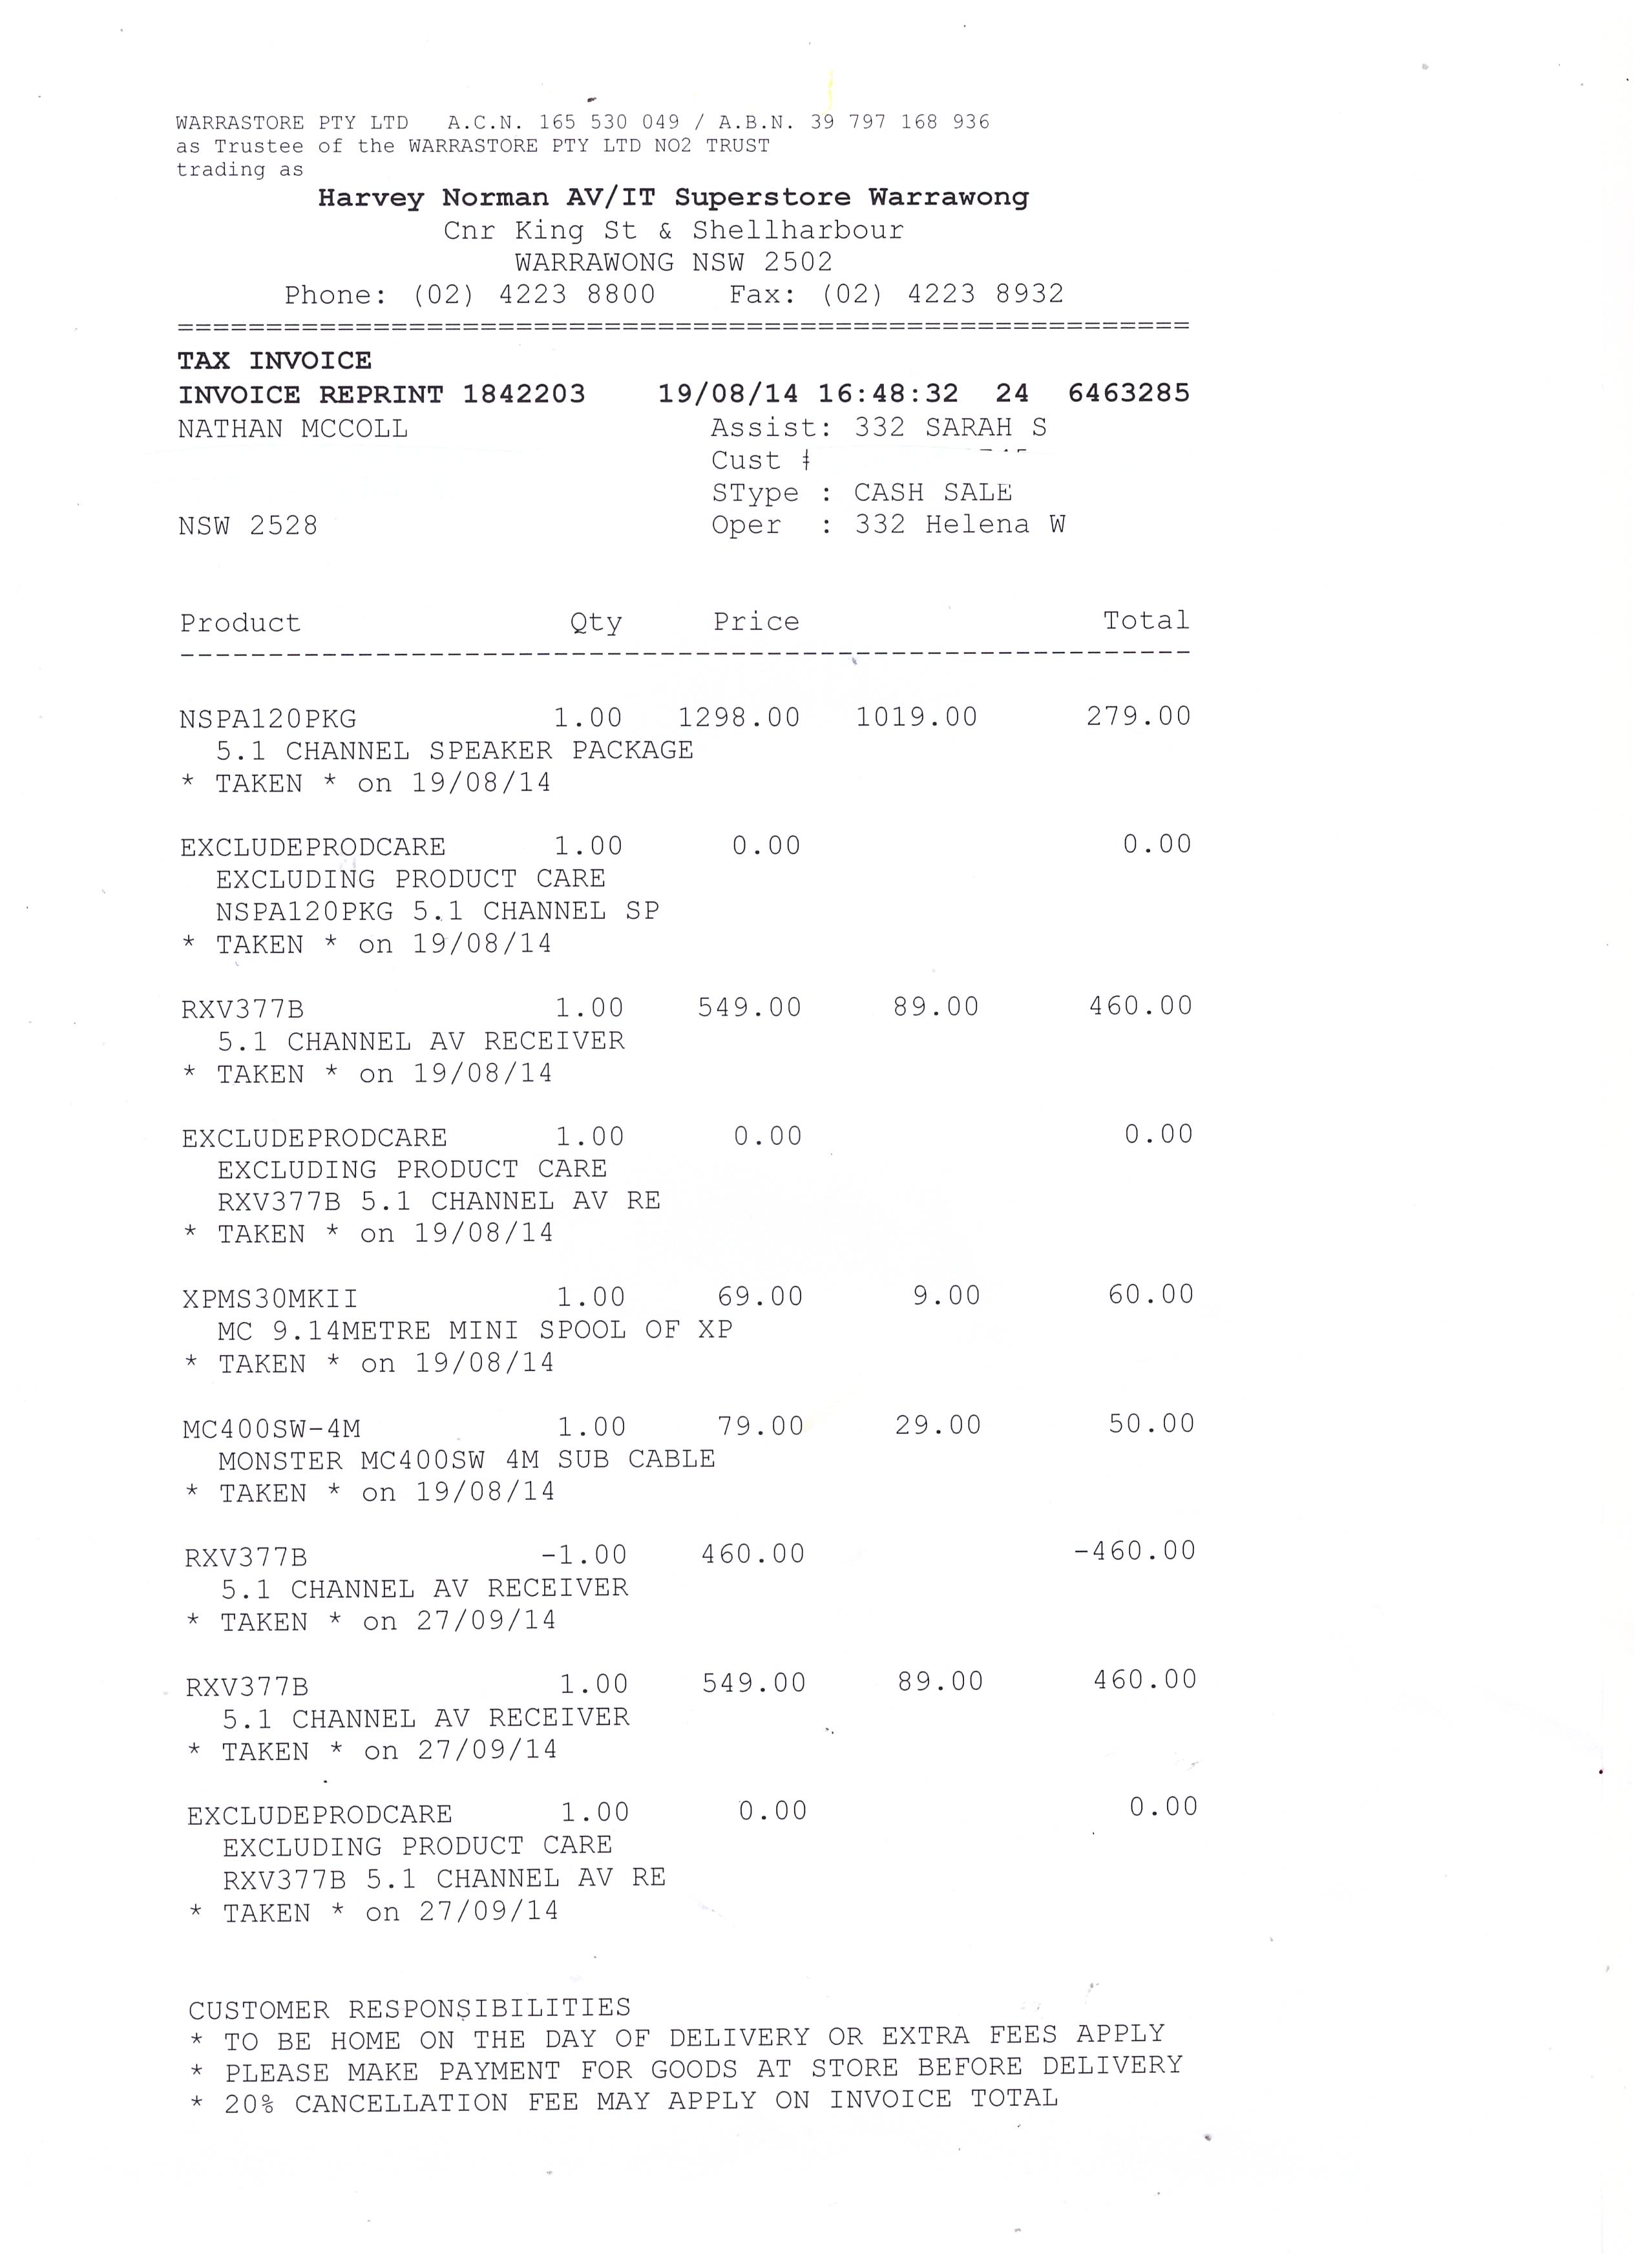 WARRASTORE PTY LTD   A.C.N. 165 530 049 / A.B.N. 39 797 168 936
as Trustee of the WARRASTORE PTY LTD NO2 TRUST
trading as
Harvey Norman AV/IT Superstore Warrawong
Cnr King St & Shellharbour
WARRAWONG NSW 2502
Phone: (02) 4223 8800    Fax: (02) 4223 8932
=========================================================
TAX INVOICE
INVOICE REPRINT 1842203    19/08/14 16:48:32  24  6463285
NATHAN MCCOLL    Assist: 332 SARAH S
Cust
SType : CASH SALE
NSW 2528    Oper  : 332 Helena W
Product    Qty    Price    Total
---------------------------------------------------------
NSPA120PKG    1.00    1298.00    1019.00    279.00
5.1 CHANNEL SPEAKER PACKAGE
* TAKEN * on 19/08/14
EXCLUDEPRODCARE    1.00    0.00    0.00
EXCLUDING PRODUCT CARE
NSPA120PKG 5.1 CHANNEL SP
* TAKEN * on 19/08/14
RXV377B    1.00    549.00    89.00    460.00
5.1 CHANNEL AV RECEIVER
* TAKEN * on 19/08/14
EXCLUDEPRODCARE    1.00    0.00    0.00
EXCLUDING PRODUCT CARE
RXV377B 5.1 CHANNEL AV RE
* TAKEN * on 19/08/14
XPMS30MKII    1.00    69.00    9.00    60.00
MC 9.14METRE MINI SPOOL OF XP
* TAKEN * on 19/08/14
MC400SW-4M    1.00    79.00    29.00    50.00
MONSTER MC400SW 4M SUB CABLE
* TAKEN * on 19/08/14
RXV377B    -1.00    460.00    -460.00
5.1 CHANNEL AV RECEIVER
* TAKEN * on 27/09/14
RXV377B    1.00    549.00    89.00    460.00
5.1 CHANNEL AV RECEIVER
* TAKEN * on 27/09/14
EXCLUDEPRODCARE    1.00    0.00    0.00
EXCLUDING PRODUCT CARE
RXV377B 5.1 CHANNEL AV RE
* TAKEN * on 27/09/14
CUSTOMER RESPONSIBILITIES
* TO BE HOME ON THE DAY OF DELIVERY OR EXTRA FEES APPLY
* PLEASE MAKE PAYMENT FOR GOODS AT STORE BEFORE DELIVERY
* 20% CANCELLATION FEE MAY APPLY ON INVOICE TOTAL